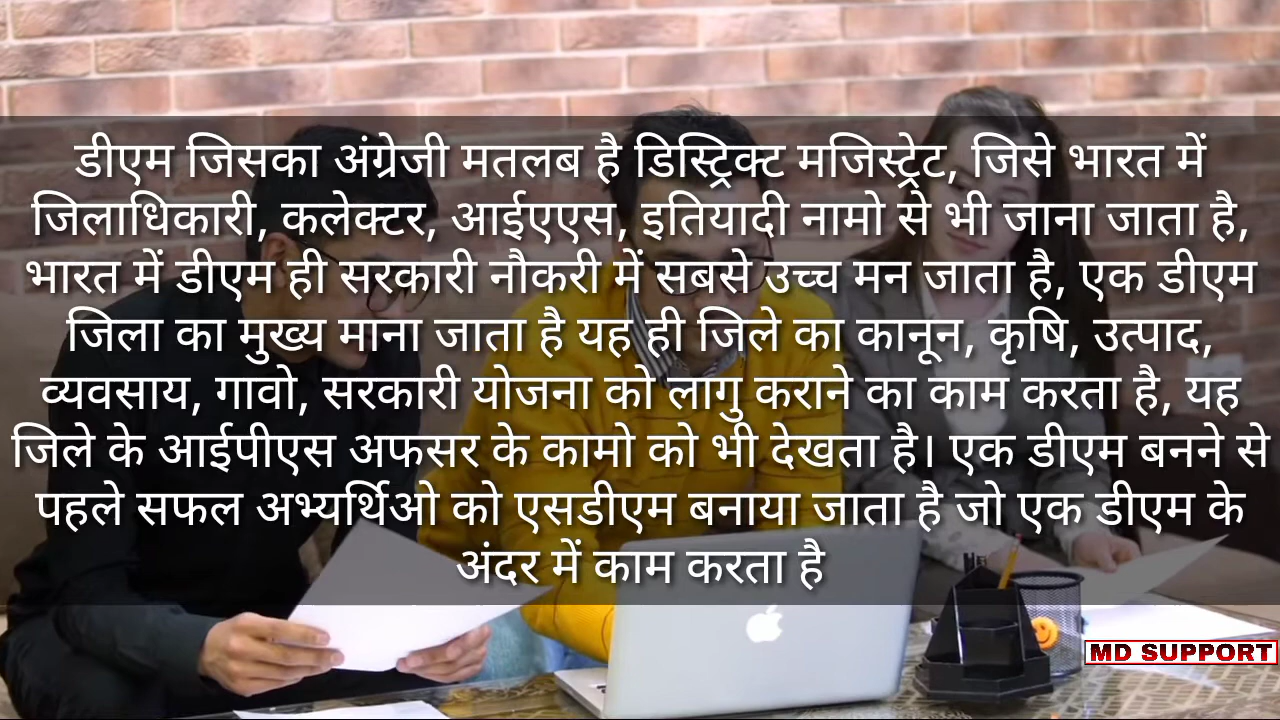 डीएम जिसका अंग्रेजी मतलब है डिस्ट्रिक्ट मजिस्ट्रेट, जिसे भारत में
जिलाधिकारी, कलेक्टर, आईएएस, इतियादी नामो से भी जाना जाता है,
भारत में डीएम ही सरकारी नौकरी में सबसे उच्च मन जाता है, एक डीएम
जिला का मुख्य माना जाता है यह ही जिले का कानून, कृषि, उत्पाद,
व्यवसाय, गावो, सरकारी योजना को लागु कराने का काम करता है, यह
जिले के आईपीएस अफसर के कामो को भी देखता है। एक डीएम बनने से
पहले सफल अभ्यर्थिओ को एसडीएम बनाया जाता है जो एक डीएम के
अंदर में काम करता है
MD SUPPORT